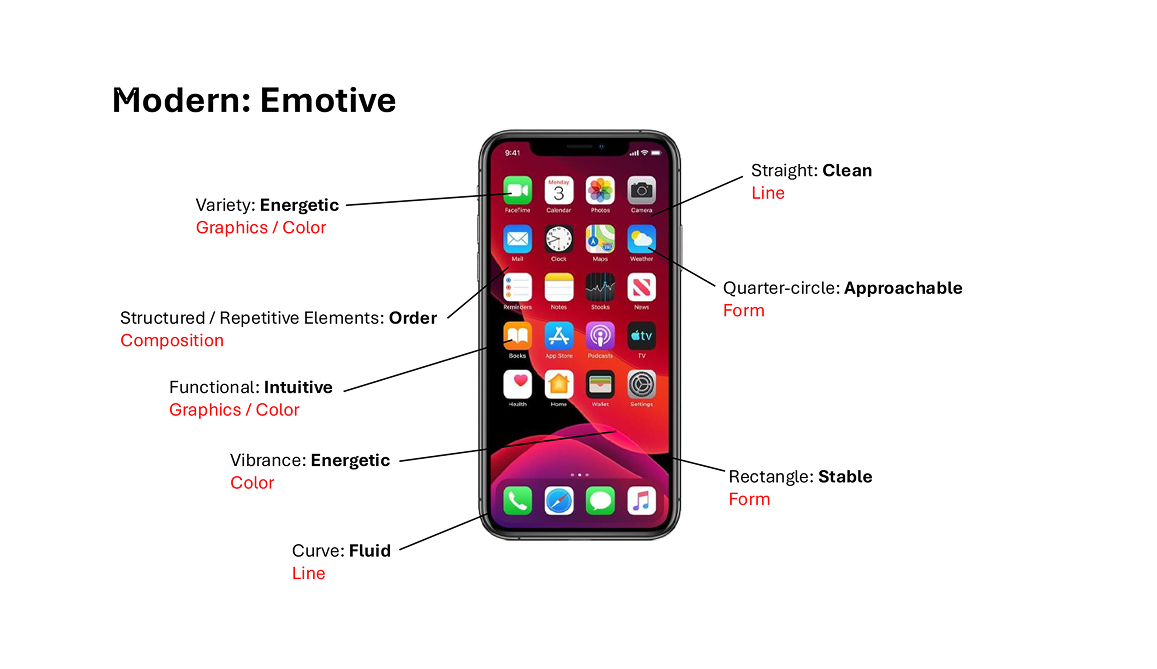 Modern: Emotive
Variety: Energetic
Graphics / Color
Structured / Repetitive Elements: Order
Composition
Functional: Intuitive
Graphics / Color
Vibrance: Energetic
Color
Curve: Fluid
Line
9:41
Monday
3
FaceTime Calendar Photos Camera
Mail Clock Maps Weather
Reminders Notes Stocks News
tv
Books App Store Podcasts TV
Health Home Wallet Settings
Straight: Clean
Line
Quarter-circle: Approachable
Form
Rectangle: Stable
Form